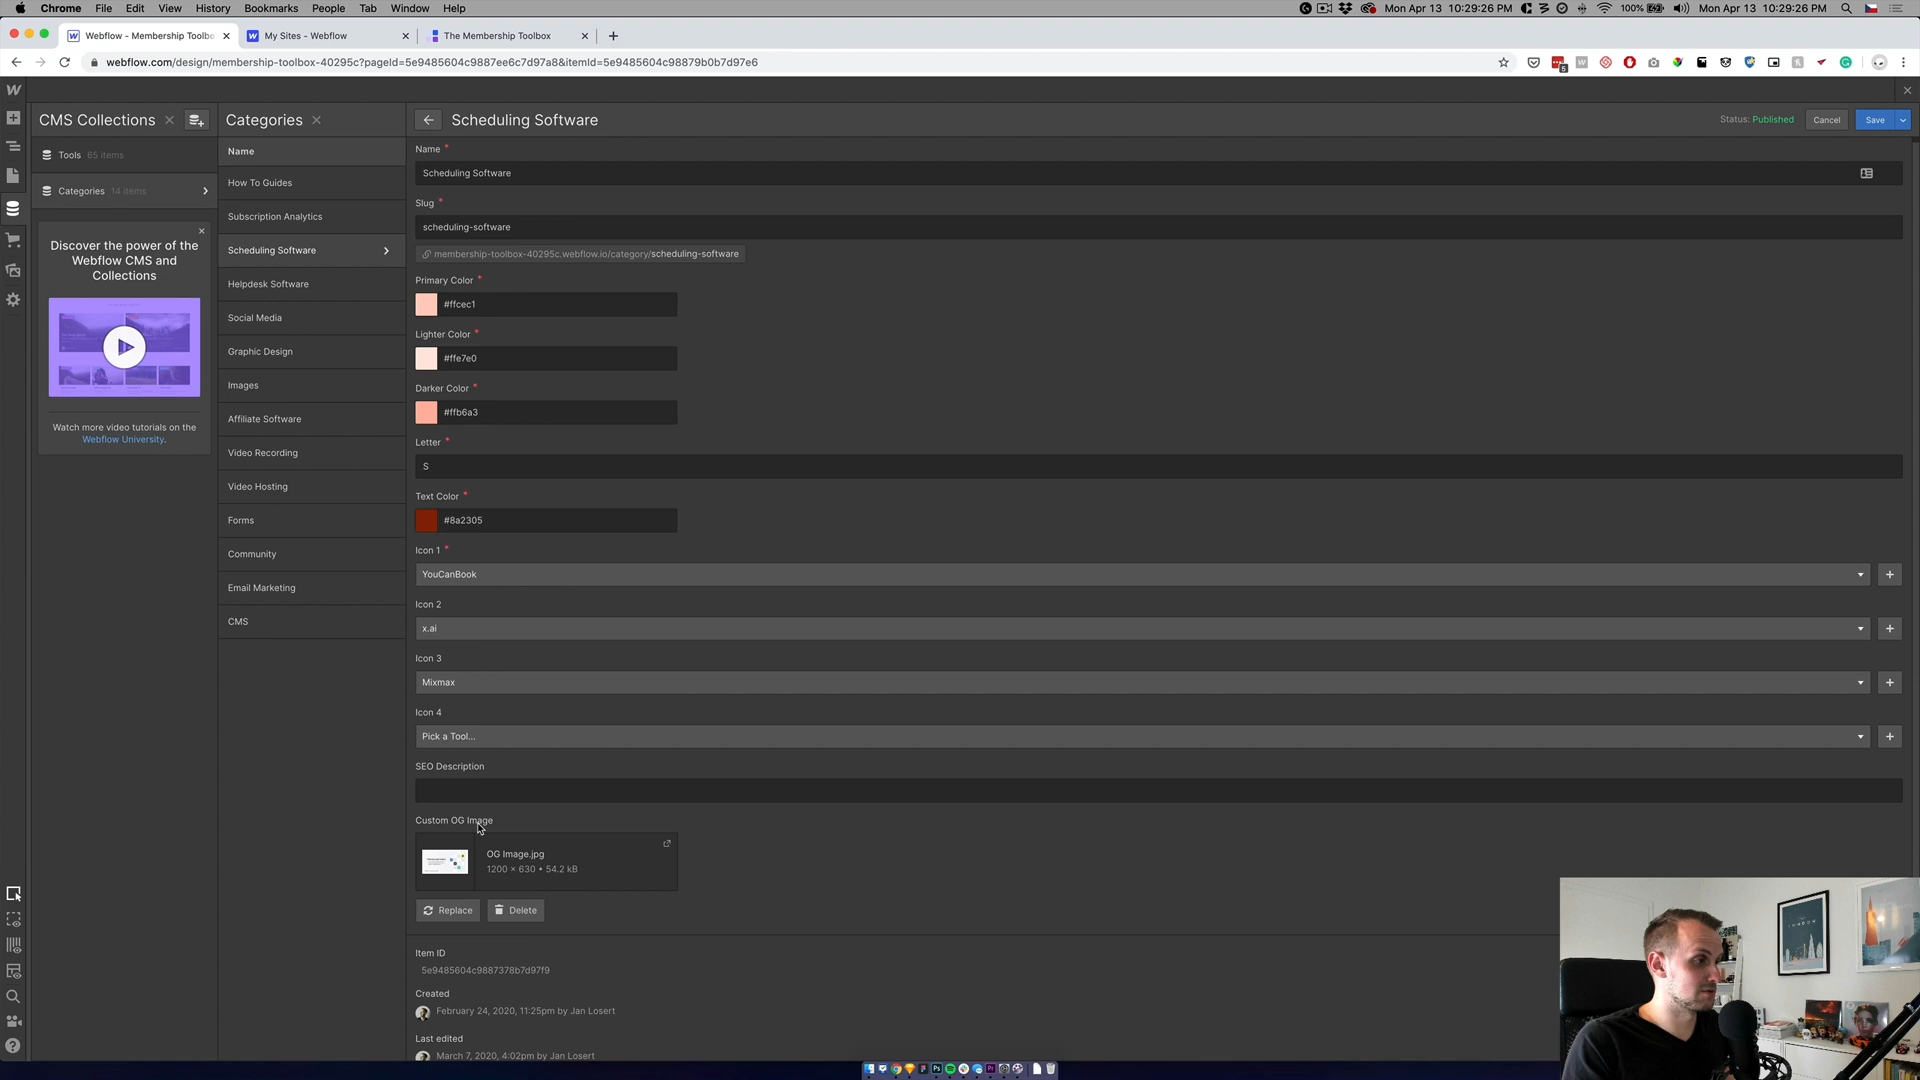 Chrome File Edit View History Bookmarks People Tab Window Help
100% Mon Apr 13 10:29:26 PM Mon Apr 13 10:29:26 PM
Webflow - Membership Toolbo
My Sites - Webflow
The Membership Toolbox
webflow.com/design/membership-toolbox-40295c?pageId=5e9485604c9887ee6c7d97a8&itemId=5e9485604c98879b0b7d97e6
CMS Collections
Tools 65 items
Categories 14 items
Discover the power of the
Webflow CMS and
Collections
Watch more video tutorials on the
Webflow University.
Categories
Name
How To Guides
Subscription Analytics
Scheduling Software
Helpdesk Software
Social Media
Graphic Design
Images
Affiliate Software
Video Recording
Video Hosting
Forms
Community
Email Marketing
CMS
Scheduling Software
Status: Published
Cancel
Save
Name *
Scheduling Software
Slug *
scheduling-software
membership-toolbox-40295c.webflow.io/category/scheduling-software
Primary Color *
#ffcec1
Lighter Color *
#ffe7e0
Darker Color *
#ffb6a3
Letter *
S
Text Color *
#8a2305
Icon 1 *
YouCanBook
Icon 2
x.ai
Icon 3
Mixmax
Icon 4
Pick a Tool...
SEO Description
Custom OG Image
OG Image.jpg
1200 × 630 • 54.2 kB
Replace
Delete
Item ID
5e9485604c9887378b7d97f9
Created
February 24, 2020, 11:25pm by Jan Losert
Last edited
March 7, 2020, 4:02pm by Jan Losert